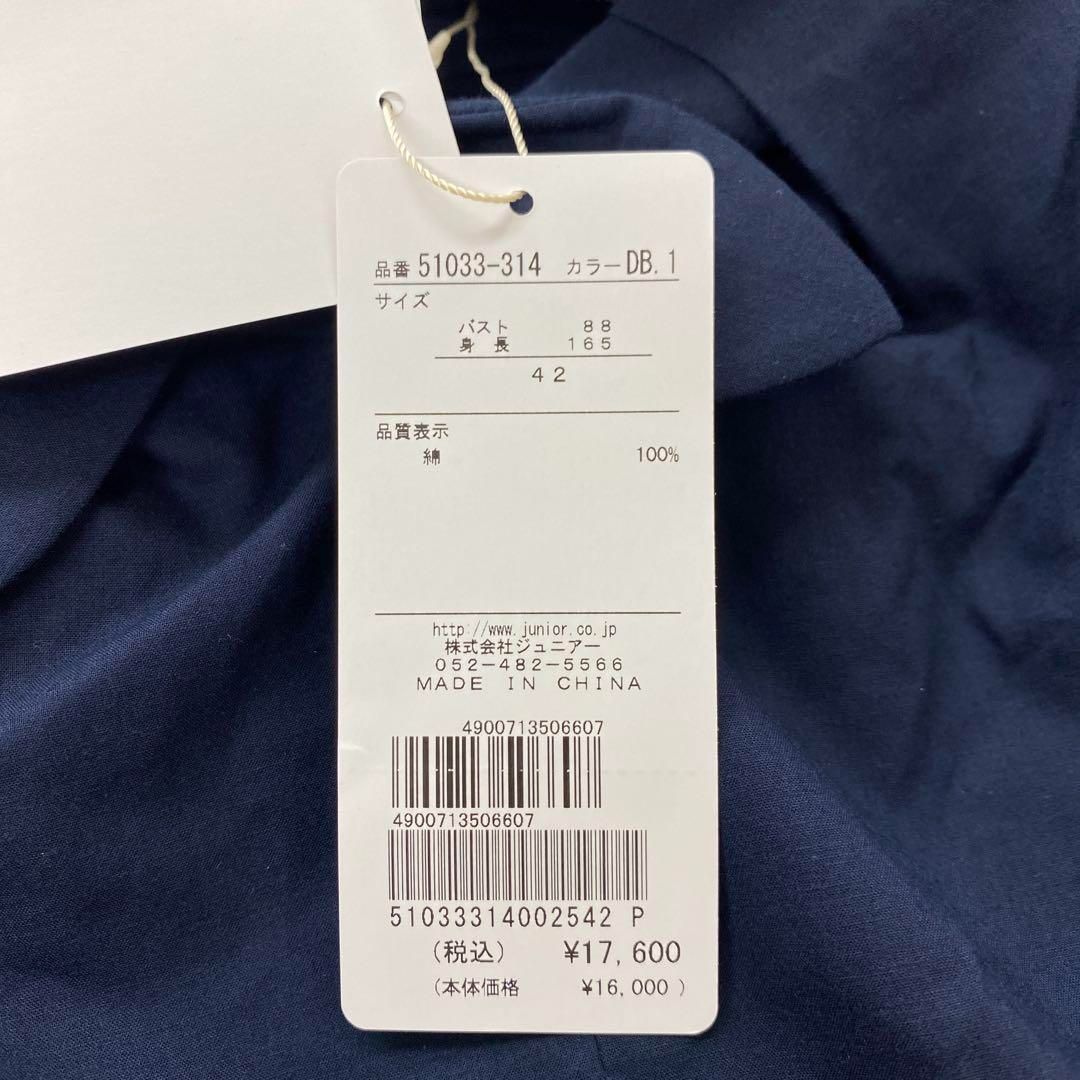 品番 51033-314 カラー DB.1
サイズ
バスト 88
身長 165
42
品質表示
綿 100%
http://www.junior.co.jp
株式会社ジュニアー
052-482-5566
MADE IN CHINA
4900713506607
4900713506607
51033314002542 P
(税込) ¥17,600
(本体価格 ¥16,000)